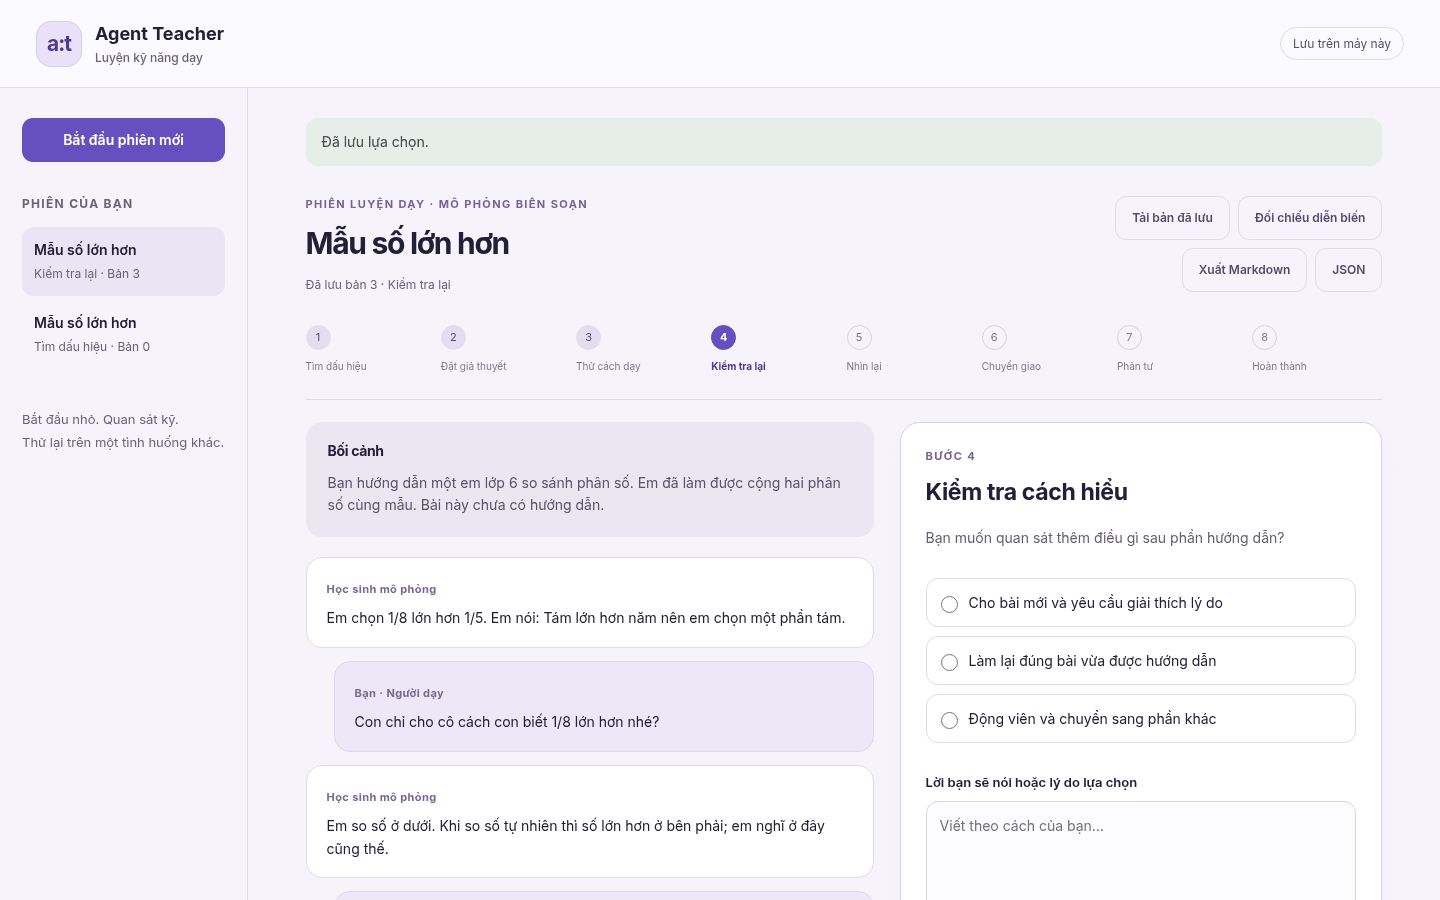 a:t
Agent Teacher
Luyện kỹ năng dạy
Lưu trên máy này
Bắt đầu phiên mới
PHIÊN CỦA BẠN
Mẫu số lớn hơn
Kiểm tra lại · Bản 3
Mẫu số lớn hơn
Tìm dấu hiệu · Bản 0
Bắt đầu nhỏ. Quan sát kỹ.
Thử lại trên một tình huống khác.
Đã lưu lựa chọn.
PHIÊN LUYỆN DẠY · MÔ PHỎNG BIÊN SOẠN
Mẫu số lớn hơn
Đã lưu bản 3 · Kiểm tra lại
Tải bản đã lưu
Đối chiếu diễn biến
Xuất Markdown
JSON
1
Tìm dấu hiệu
2
Đặt giả thuyết
3
Thử cách dạy
4
Kiểm tra lại
5
Nhìn lại
6
Chuyển giao
7
Phản tư
8
Hoàn thành
Bối cảnh
Bạn hướng dẫn một em lớp 6 so sánh phân số. Em đã làm được cộng hai phân
số cùng mẫu. Bài này chưa có hướng dẫn.
Học sinh mô phỏng
Em chọn 1/8 lớn hơn 1/5. Em nói: Tám lớn hơn năm nên em chọn một phần tám.
Bạn · Người dạy
Con chỉ cho cô cách con biết 1/8 lớn hơn nhé?
Học sinh mô phỏng
Em so số ở dưới. Khi so số tự nhiên thì số lớn hơn ở bên phải; em nghĩ ở đây
cũng thế.
BƯỚC 4
Kiểm tra cách hiểu
Bạn muốn quan sát thêm điều gì sau phần hướng dẫn?
Cho bài mới và yêu cầu giải thích lý do
Làm lại đúng bài vừa được hướng dẫn
Động viên và chuyển sang phần khác
Lời bạn sẽ nói hoặc lý do lựa chọn
Viết theo cách của bạn...